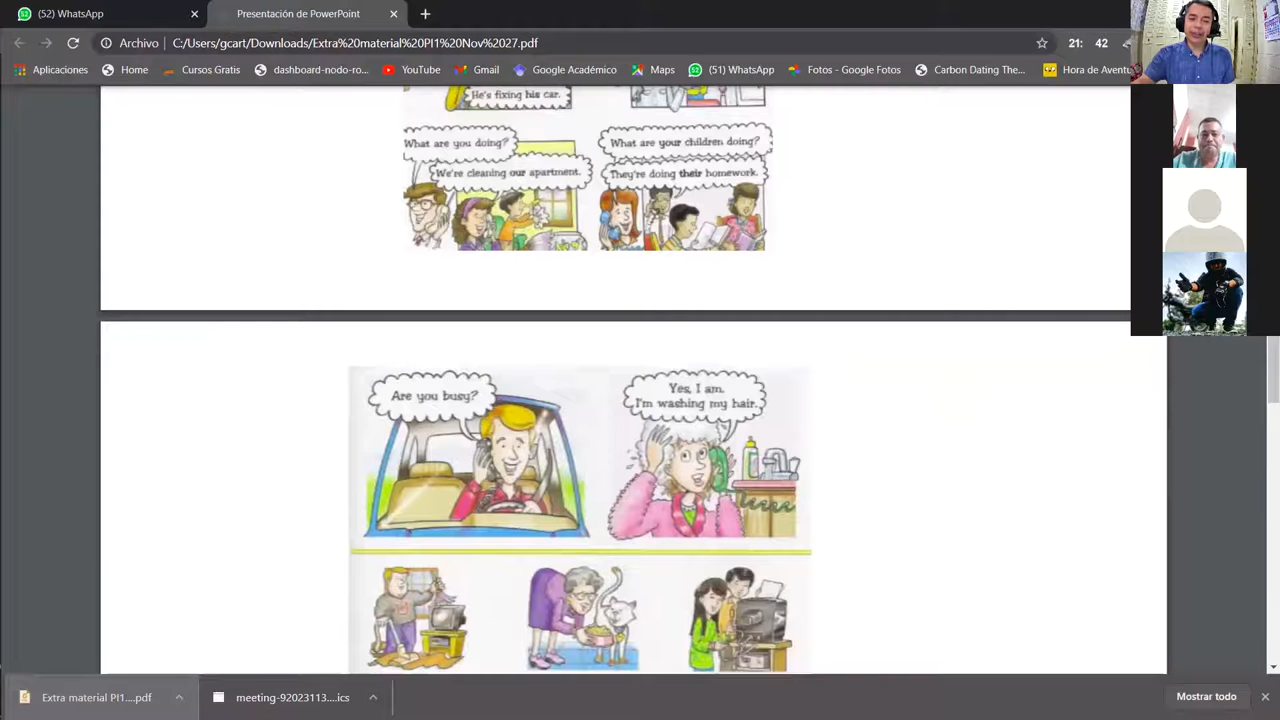 (52) WhatsApp
Presentación de PowerPoint
Archivo
C:/Users/gcart/Downloads/Extra%20material%20PI1%20Nov%2027.pdf
21: 42
Aplicaciones
Home
Cursos Gratis
dashboard-nodo-ro...
YouTube
Gmail
Google Académico
Maps
(51) WhatsApp
Fotos - Google Fotos
Carbon Dating The...
Hora de Aventu
He's fixing his car.
What are you doing?
We're cleaning our apartment.
What are your children doing?
They're doing their homework.
Are you busy?
Yes, I am.
I'm washing my hair.
Extra material PI1....pdf
meeting-92023113....ics
Mostrar todo